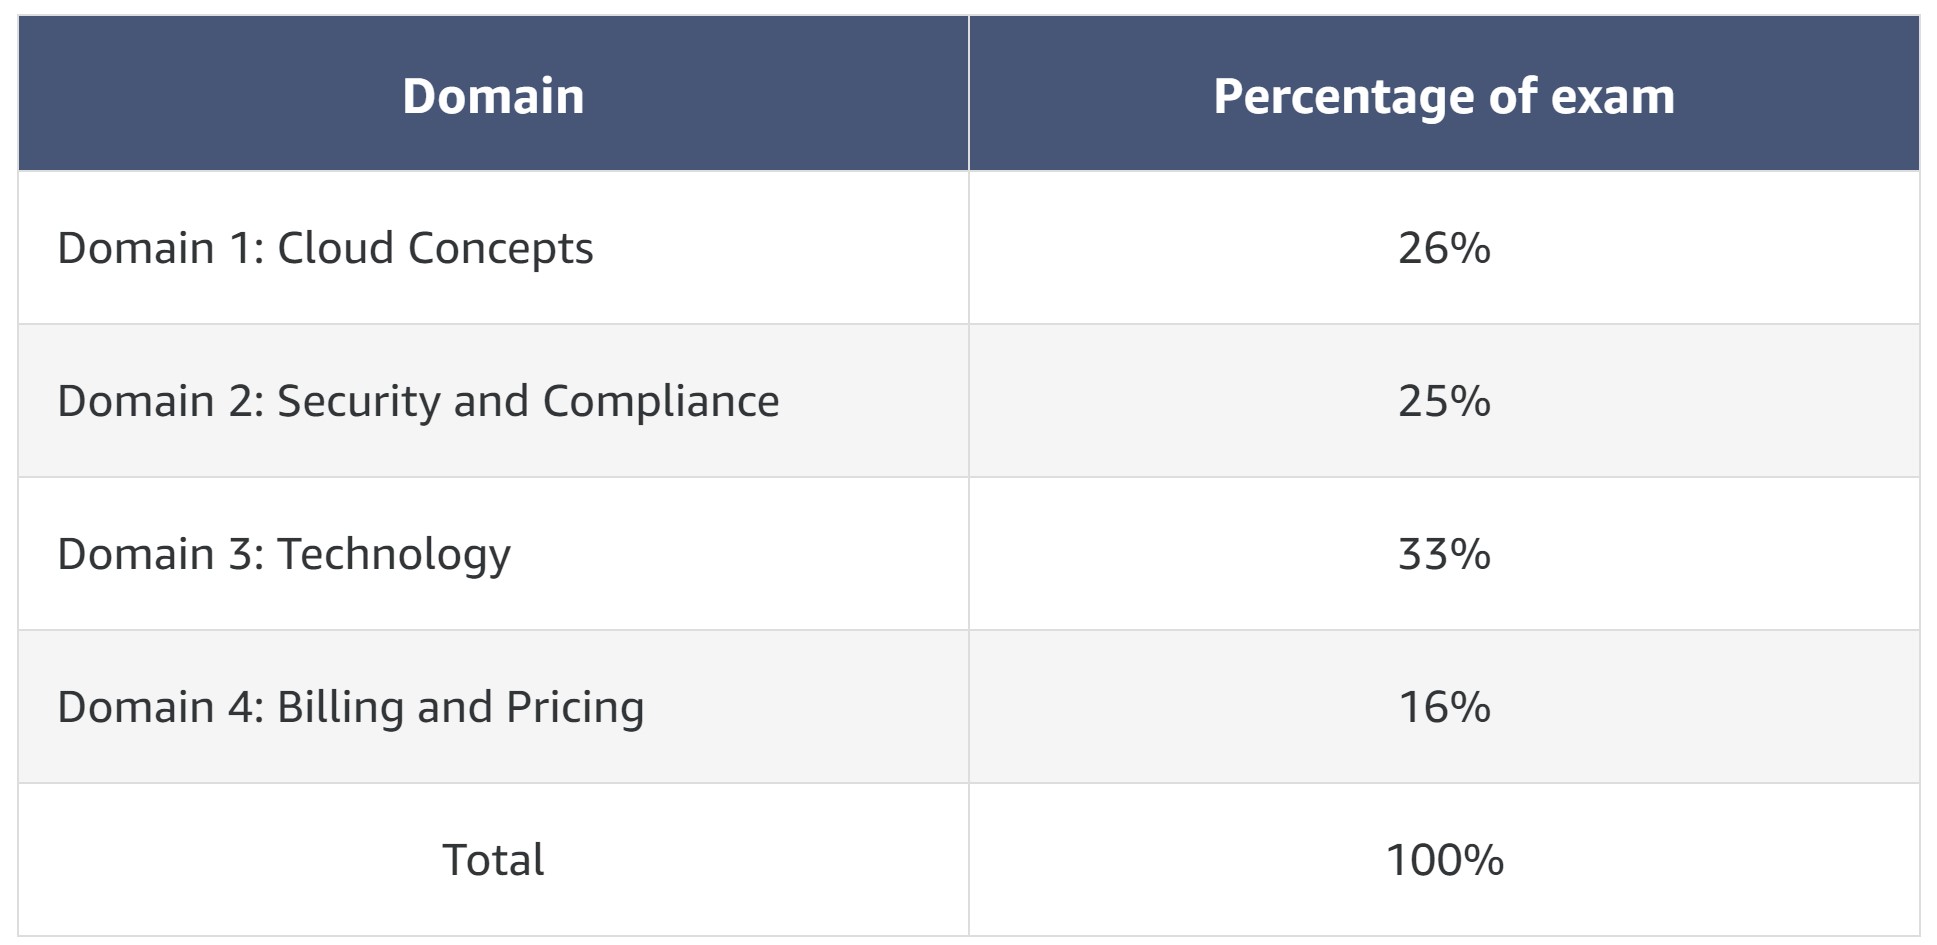 Domain Percentage of exam
Domain 1: Cloud Concepts 26%
Domain 2: Security and Compliance 25%
Domain 3: Technology 33%
Domain 4: Billing and Pricing 16%
Total 100%